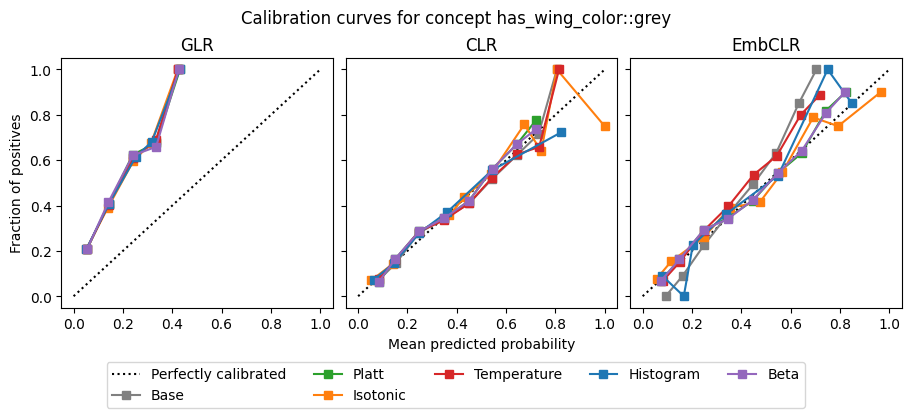 Calibration curves for concept has_wing_color::grey
GLR
CLR
EmbCLR
Fraction of positives
1.0
0.8
0.6
0.4
0.2
0.0
0.0 0.2 0.4 0.6 0.8 1.0
0.0 0.2 0.4 0.6 0.8 1.0
0.0 0.2 0.4 0.6 0.8 1.0
Mean predicted probability
Perfectly calibrated
Base
Platt
Isotonic
Temperature
Histogram
Beta